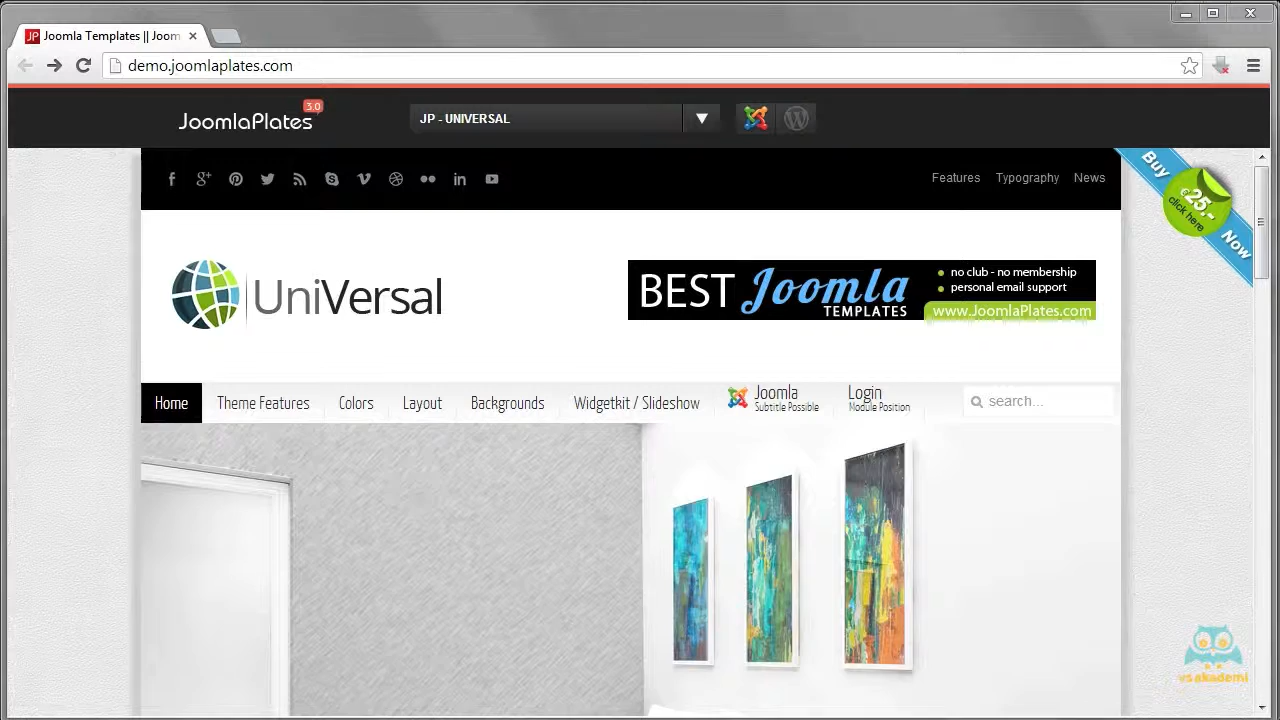 Joomla Templates || Joom
demo.joomlaplates.com
JoomlaPlates 3.0
JP - UNIVERSAL
Features Typography News
Buy
25.-
click here
Now
UniVersal
BEST Joomla
TEMPLATES
no club - no membership
personal email support
www.JoomlaPlates.com
Home Theme Features Colors Layout Backgrounds Widgetkit / Slideshow Joomla Login search...
Subtitle Possible Module Position
vsakademi